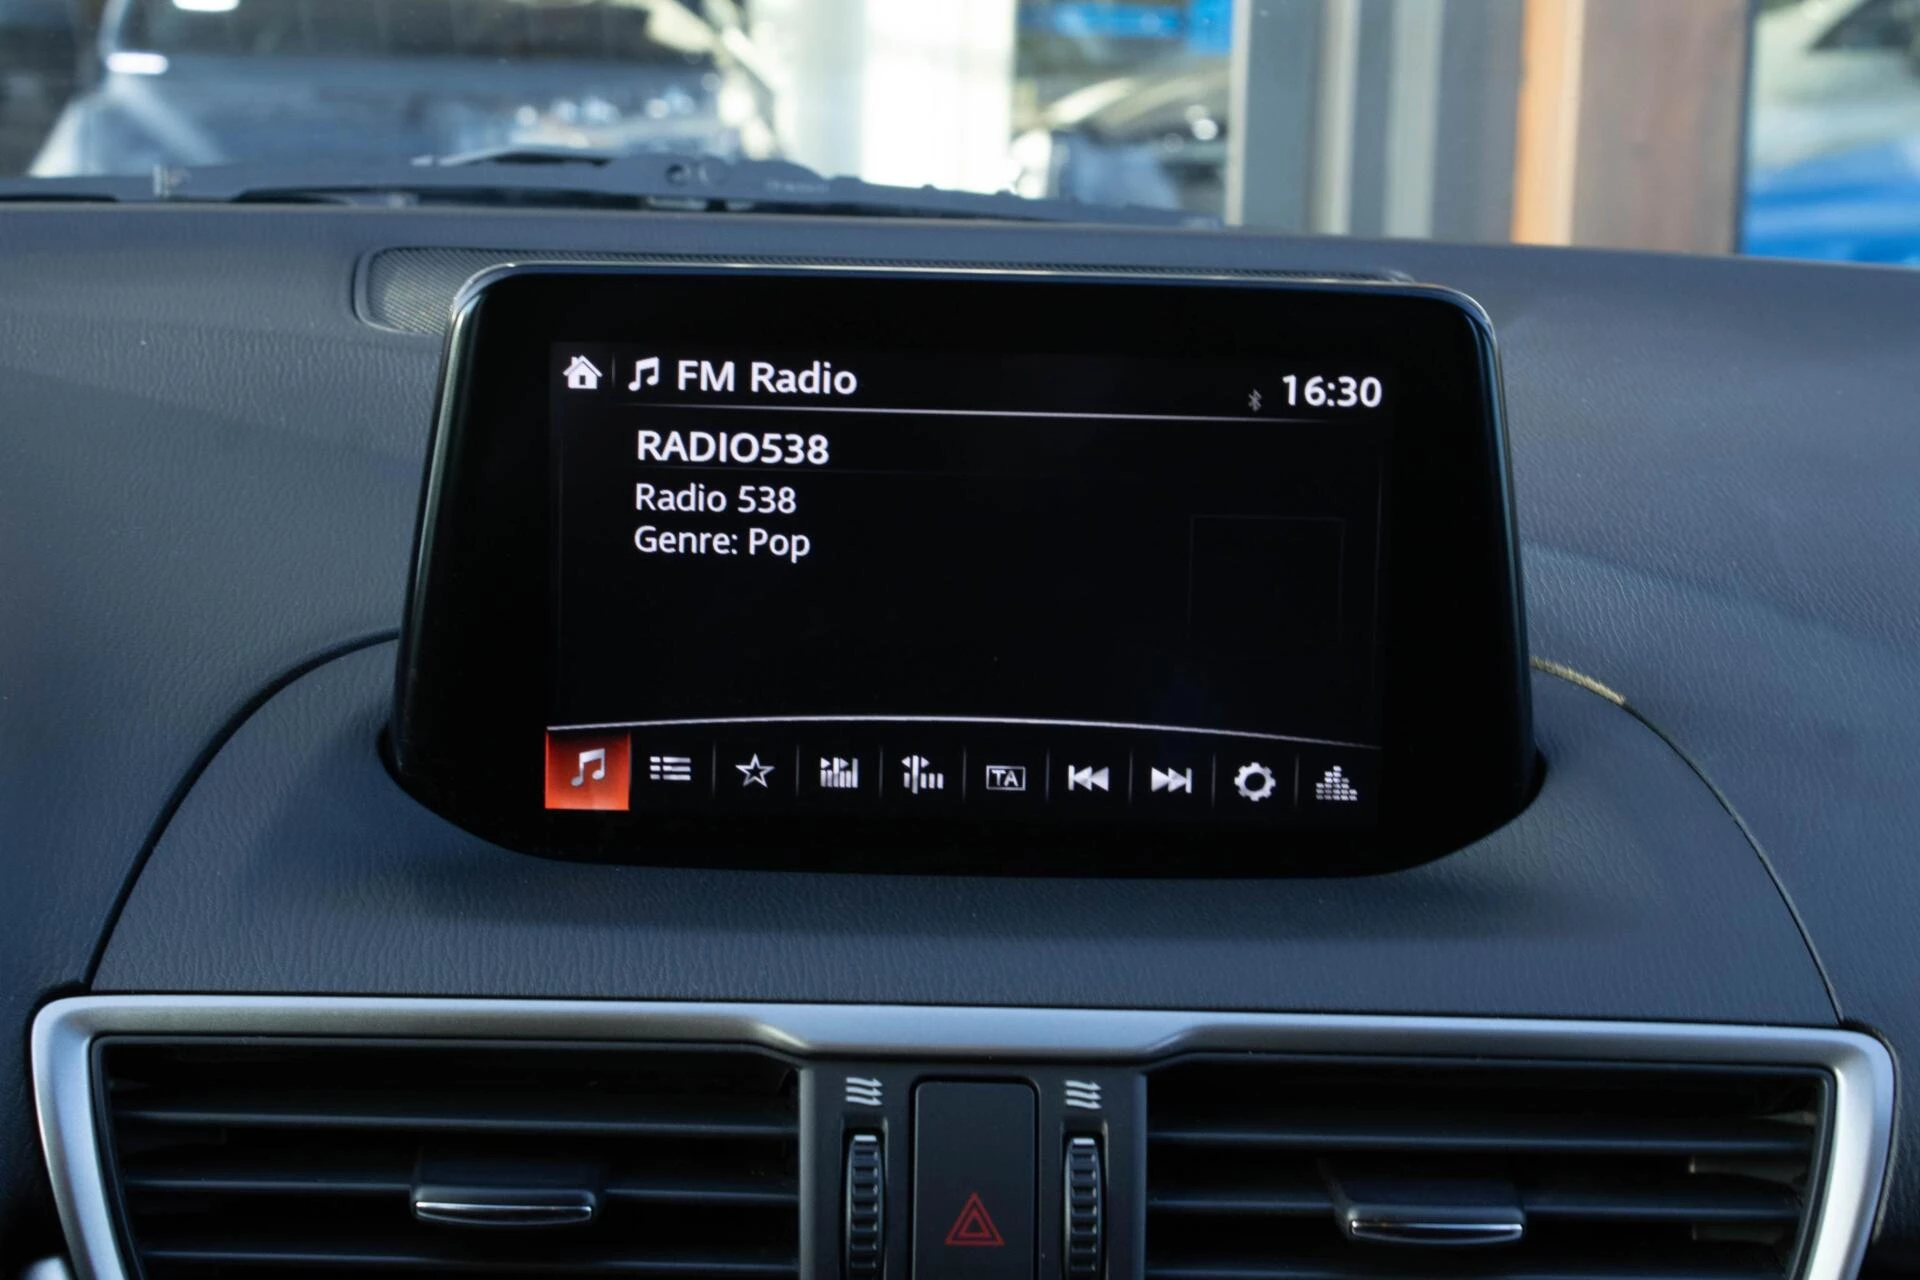 FM Radio
16:30
RADIO538
Radio 538
Genre: Pop
TA